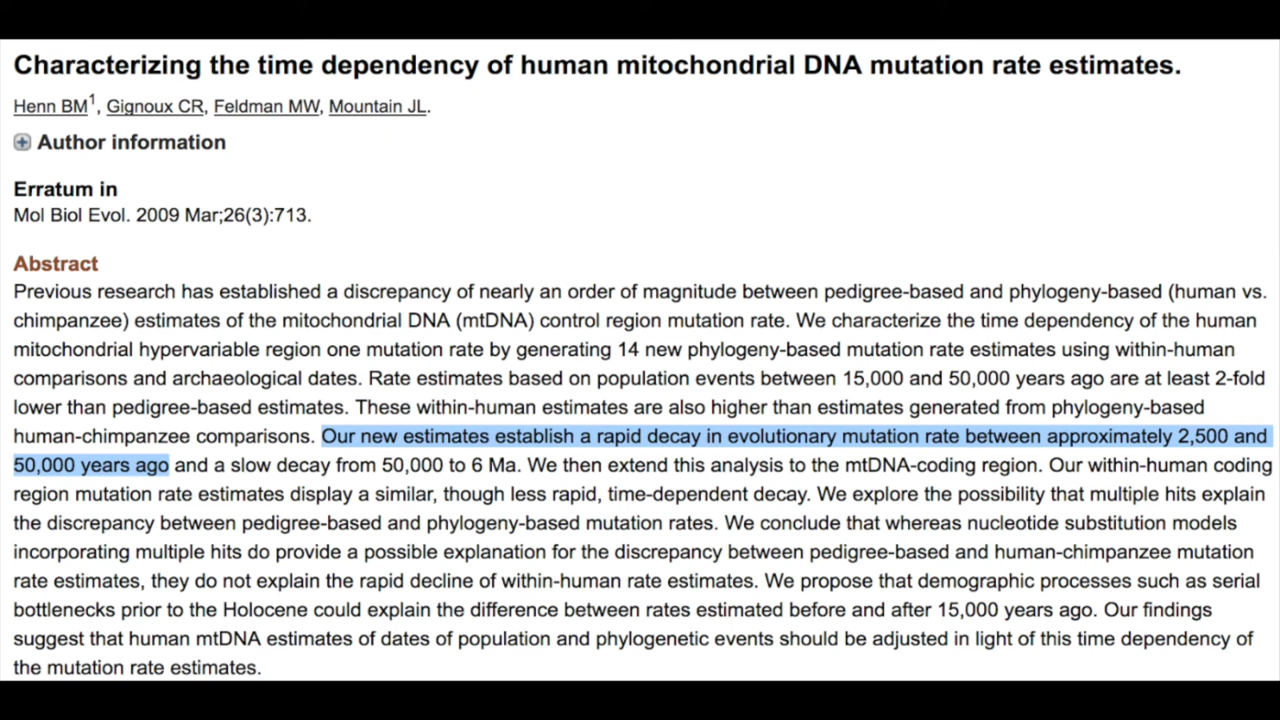 Characterizing the time dependency of human mitochondrial DNA mutation rate estimates.
Henn BM1, Gignoux CR, Feldman MW, Mountain JL.
Author information
Erratum in
Mol Biol Evol. 2009 Mar;26(3):713.
Abstract
Previous research has established a discrepancy of nearly an order of magnitude between pedigree-based and phylogeny-based (human vs.
chimpanzee) estimates of the mitochondrial DNA (mtDNA) control region mutation rate. We characterize the time dependency of the human
mitochondrial hypervariable region one mutation rate by generating 14 new phylogeny-based mutation rate estimates using within-human
comparisons and archaeological dates. Rate estimates based on population events between 15,000 and 50,000 years ago are at least 2-fold
lower than pedigree-based estimates. These within-human estimates are also higher than estimates generated from phylogeny-based
human-chimpanzee comparisons. Our new estimates establish a rapid decay in evolutionary mutation rate between approximately 2,500 and
50,000 years ago and a slow decay from 50,000 to 6 Ma. We then extend this analysis to the mtDNA-coding region. Our within-human coding
region mutation rate estimates display a similar, though less rapid, time-dependent decay. We explore the possibility that multiple hits explain
the discrepancy between pedigree-based and phylogeny-based mutation rates. We conclude that whereas nucleotide substitution models
incorporating multiple hits do provide a possible explanation for the discrepancy between pedigree-based and human-chimpanzee mutation
rate estimates, they do not explain the rapid decline of within-human rate estimates. We propose that demographic processes such as serial
bottlenecks prior to the Holocene could explain the difference between rates estimated before and after 15,000 years ago. Our findings
suggest that human mtDNA estimates of dates of population and phylogenetic events should be adjusted in light of this time dependency of
the mutation rate estimates.